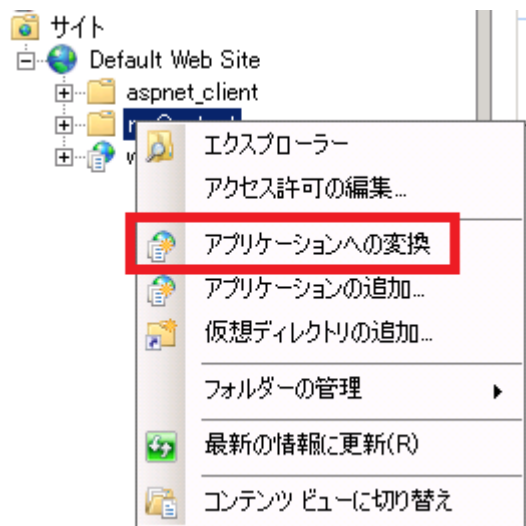 サイト
Default Web Site
aspnet_client
エクスプローラー
アクセス許可の編集...
アプリケーションへの変換
アプリケーションの追加...
仮想ディレクトリの追加...
フォルダーの管理
最新の情報に更新(R)
コンテンツ ビューに切り替え